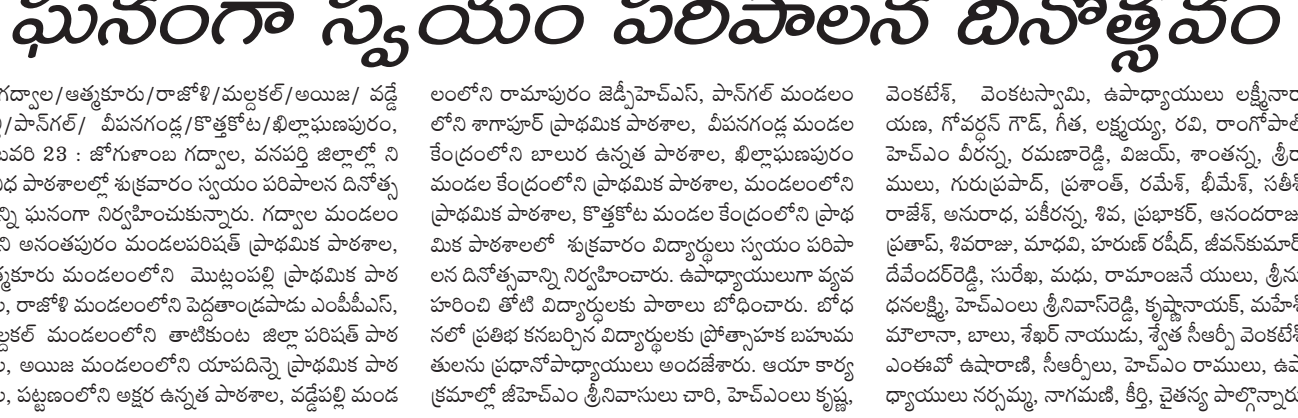 ఘనంగా స్వయం పరిపాలన దినోత్సవం
గద్వాల/ఆత్మకూరు/రాజోళి/మల్దకల్/అయిజ/ వడ్డే
/పాన్‌గల్/ వీపనగండ్ల/కొత్తకోట/ఖిల్లాఘణపురం,
23 : జోగుళాంబ గద్వాల, వనపర్తి జిల్లాల్లో ని
పాఠశాలల్లో శుక్రవారం స్వయం పరిపాలన దినోత్స
ఘనంగా నిర్వహించుకున్నారు. గద్వాల మండలం
అనంతపురం మండలపరిషత్ ప్రాథమిక పాఠశాల,
మండలంలోని మొట్లంపల్లి ప్రాథమిక పాఠ
రాజోళి మండలంలోని పెద్దతాండ్రపాడు ఎంపీపీఎస్,
మండలంలోని తాటికుంట జిల్లా పరిషత్ పాఠ
అయిజ మండలంలోని యాపదిన్నె ప్రాథమిక పాఠ
పట్టణంలోని అక్షర ఉన్నత పాఠశాల, వడ్డేపల్లి మండ
లంలోని రామాపురం జెడ్పీహెచ్ఎస్, పాన్‌గల్ మండలం
లోని శాగాపూర్ ప్రాథమిక పాఠశాల, వీపనగండ్ల మండల
కేంద్రంలోని బాలుర ఉన్నత పాఠశాల, ఖిల్లాఘణపురం
మండల కేంద్రంలోని ప్రాథమిక పాఠశాల, మండలంలోని
ప్రాథమిక పాఠశాల, కొత్తకోట మండల కేంద్రంలోని ప్రాథ
మిక పాఠశాలలో శుక్రవారం విద్యార్థులు స్వయం పరిపా
లన దినోత్సవాన్ని నిర్వహించారు. ఉపాధ్యాయులుగా వ్యవ
హరించి తోటి విద్యార్ధులకు పాఠాలు బోధించారు. బోధ
నలో ప్రతిభ కనబర్చిన విద్యార్థులకు ప్రోత్సాహక బహుమ
తులను ప్రధానోపాధ్యాయులు అందజేశారు. ఆయా కార్య
క్రమాల్లో జీహెచ్ఎం శ్రీనివాసులు చారి, హెచ్ఎంలు కృష్ణ,
వెంకటేశ్, వెంకటస్వామి, ఉపాధ్యాయులు లక్ష్మీనార
యణ, గోవర్ధన్ గౌడ్, గీత, లక్ష్మయ్య, రవి, రాంగోపాల్
హెచ్ఎం వీరన్న, రమణారెడ్డి, విజయ్, శాంతన్న, శ్రీరా
ములు, గురుప్రసాద్, ప్రశాంత్, రమేశ్, భీమేశ్, సతీశ్
రాజేశ్, అనురాధ, పకీరన్న, శివ, ప్రభాకర్, ఆనందరాజు
ప్రతాప్, శివరాజు, మాధవి, హరుణ్ రషీద్, జీవన్‌కుమార్
దేవేందర్‌రెడ్డి, సురేఖ, మధు, రామాంజనే యులు, శ్రీను
ధనలక్ష్మి, హెచ్ఎంలు శ్రీనివాస్‌రెడ్డి, కృష్ణానాయక్, మహేశ్
మౌలానా, బాలు, శేఖర్ నాయుడు, శ్వేత సీఆర్పీ వెంకటేశ్
ఎంఈవో ఉషారాణి, సీఆర్పీలు, హెచ్ఎం రాములు, ఉపా
ధ్యాయులు నర్సమ్మ, నాగమణి, కీర్తి, చైతన్య పాల్గొన్నారు